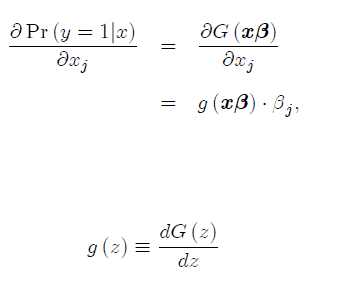 ∂ Pr (y = 1|x) / ∂x_j = ∂G (𝒙𝜷) / ∂x_j
= g (𝒙𝜷) · β_j,
g (z) ≡ dG (z) / dz